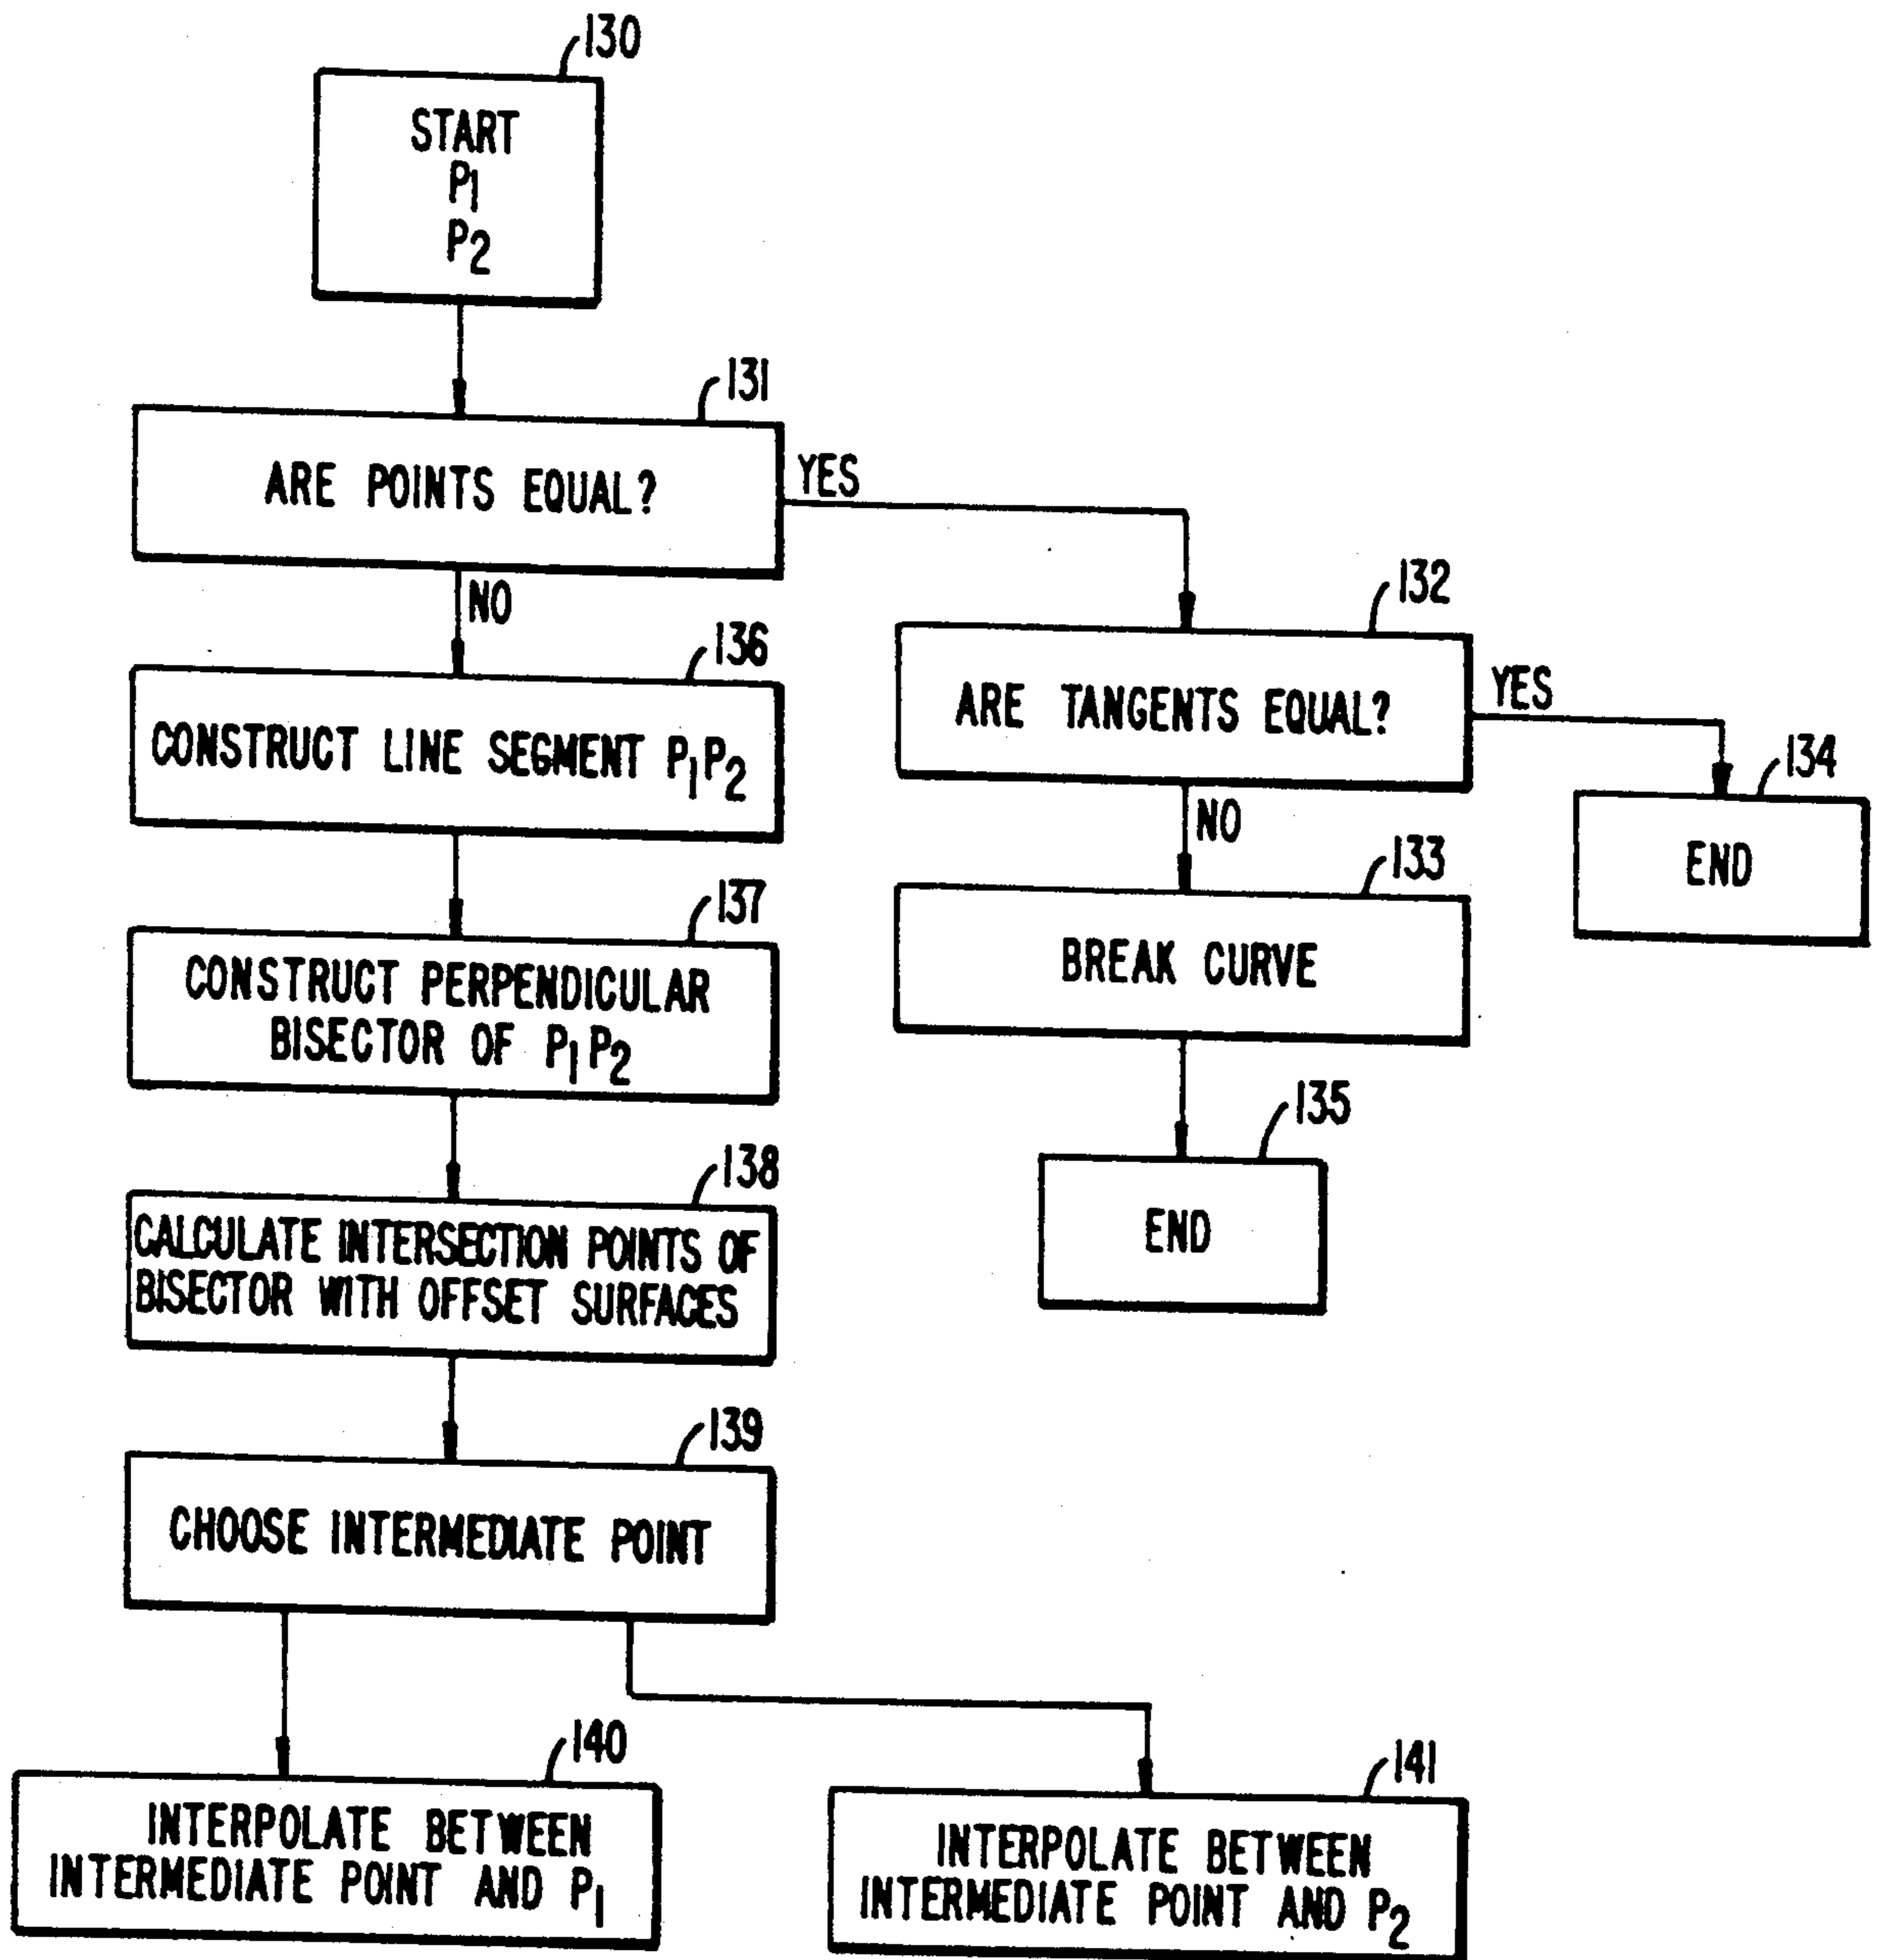 130
START
P1
P2
131
ARE POINTS EQUAL?
YES
NO
132
ARE TANGENTS EQUAL?
YES
NO
134
END
133
BREAK CURVE
135
END
136
CONSTRUCT LINE SEGMENT P1P2
137
CONSTRUCT PERPENDICULAR
BISECTOR OF P1P2
138
CALCULATE INTERSECTION POINTS OF
BISECTOR WITH OFFSET SURFACES
139
CHOOSE INTERMEDIATE POINT
140
INTERPOLATE BETWEEN
INTERMEDIATE POINT AND P1
141
INTERPOLATE BETWEEN
INTERMEDIATE POINT AND P2